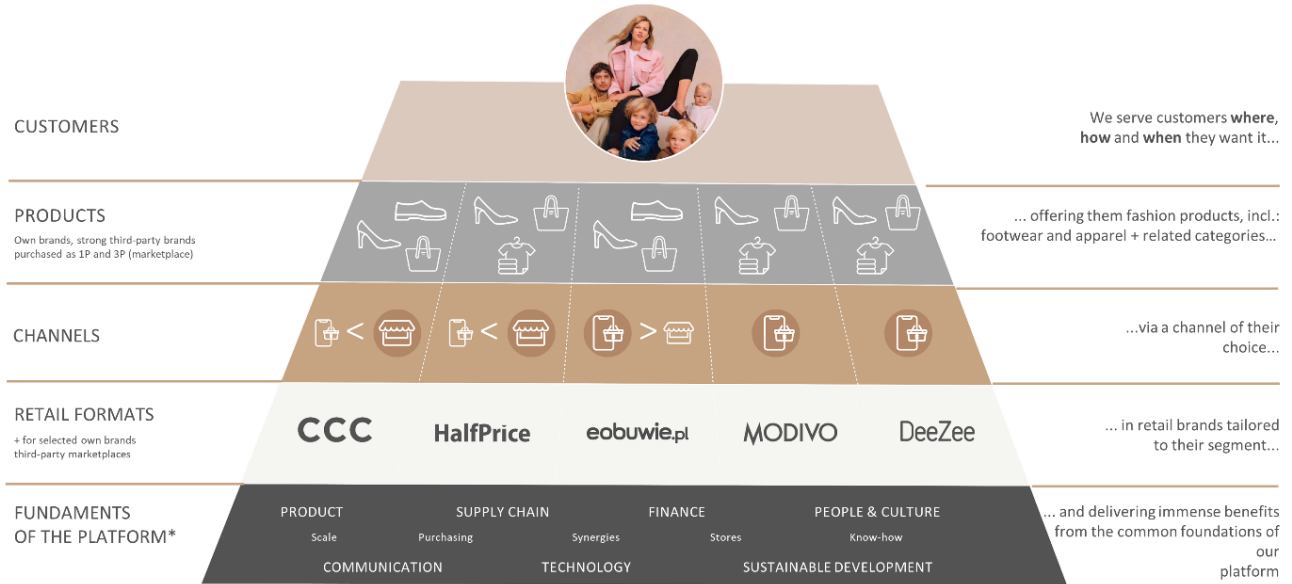 CUSTOMERS
We serve customers where,
how and when they want it...
PRODUCTS
Own brands, strong third-party brands
purchased as 1P and 3P (marketplace)
... offering them fashion products, incl.:
footwear and apparel + related categories...
CHANNELS
<
<
>
...via a channel of their
choice...
RETAIL FORMATS
+ for selected own brands
third-party marketplaces
CCC
HalfPrice
eobuwie.pl
MODIVO
DeeZee
... in retail brands tailored
to their segment...
FUNDAMENTS
OF THE PLATFORM*
PRODUCT SUPPLY CHAIN FINANCE PEOPLE & CULTURE
Scale Purchasing Synergies Stores Know-how
COMMUNICATION TECHNOLOGY SUSTAINABLE DEVELOPMENT
... and delivering immense benefits
from the common foundations of
our
platform